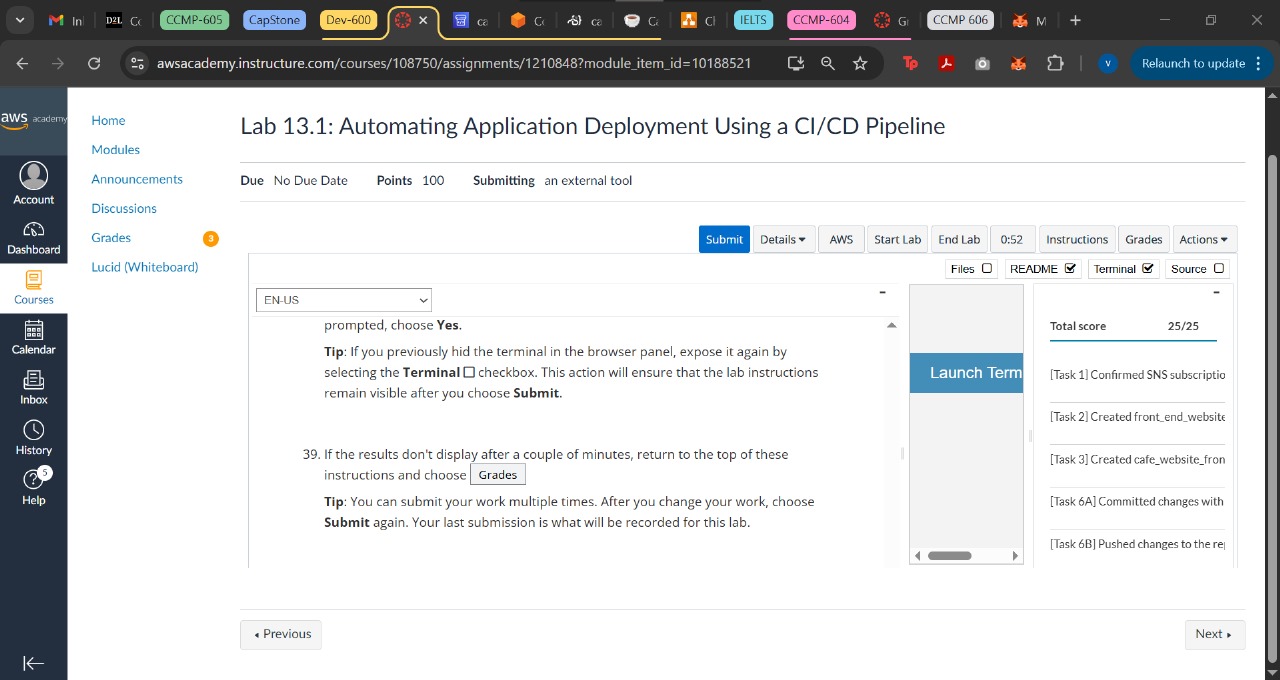 In
D2L
Co
CCMP-605
CapStone
Dev-600
ca
Co
ca
Ca
Cl
IELTS
CCMP-604
G
CCMP 606
M
awsacademy.instructure.com/courses/108750/assignments/1210848?module_item_id=10188521
Tp
V
Relaunch to update
aws academy
Account
Dashboard
Courses
Calendar
Inbox
History
5
Help
Home
Modules
Announcements
Discussions
Grades
3
Lucid (Whiteboard)
Lab 13.1: Automating Application Deployment Using a CI/CD Pipeline
Due No Due Date Points 100 Submitting an external tool
Submit Details AWS Start Lab End Lab 0:52 Instructions Grades Actions
Files README Terminal Source
EN-US
prompted, choose Yes.
Tip: If you previously hid the terminal in the browser panel, expose it again by
selecting the Terminal checkbox. This action will ensure that the lab instructions
remain visible after you choose Submit.
39. If the results don't display after a couple of minutes, return to the top of these
instructions and choose Grades
Tip: You can submit your work multiple times. After you change your work, choose
Submit again. Your last submission is what will be recorded for this lab.
Launch Term
Total score 25/25
[Task 1] Confirmed SNS subscriptio
[Task 2] Created front_end_website
[Task 3] Created cafe_website_fron
[Task 6A] Committed changes with
[Task 6B] Pushed changes to the rep
Previous
Next